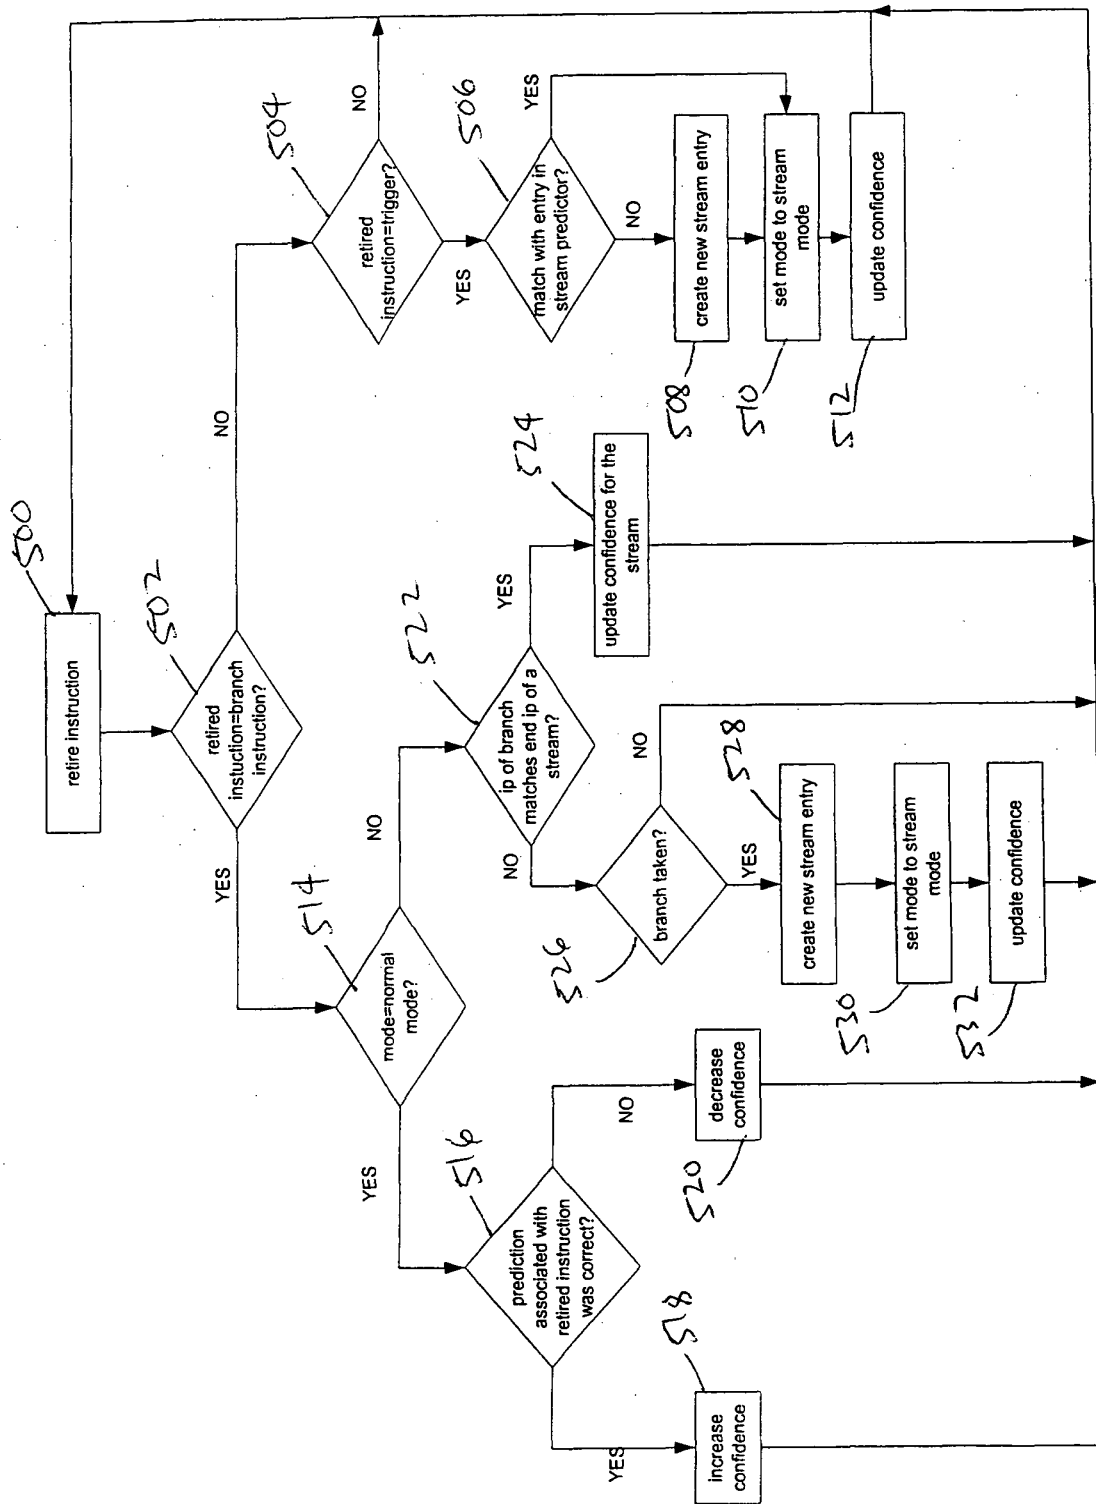 500
retire instruction
502
retired
instuction=branch
instruction?
YES
NO
504
retired
instruction=trigger?
NO
YES
506
match with entry in
stream predictor?
YES
NO
508
create new stream entry
510
set mode to stream
mode
512
update confidence
514
mode=normal
mode?
YES
NO
516
prediction
associated with
retired instruction
was correct?
YES
NO
518
increase
confidence
520
decrease
confidence
522
ip of branch
matches end ip of a
stream?
YES
NO
524
update confidence for the
stream
526
branch taken?
NO
YES
528
create new stream entry
530
set mode to stream
mode
532
update confidence